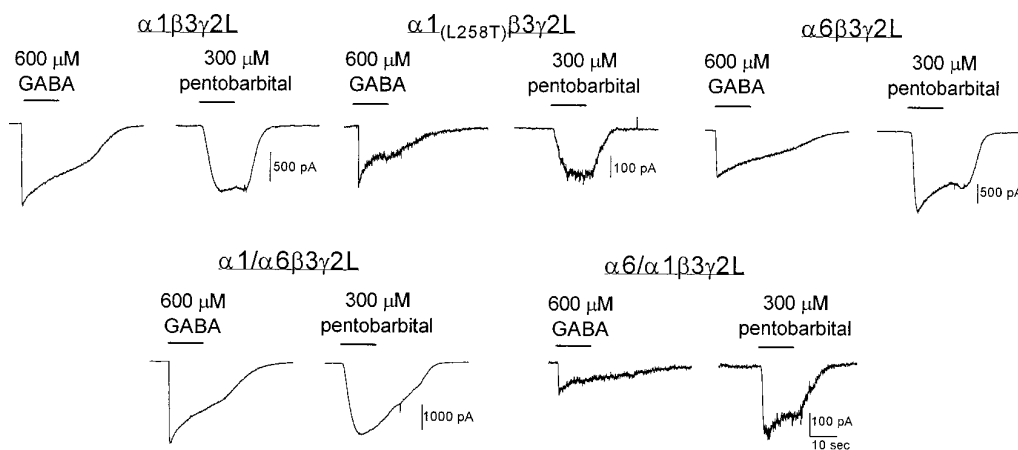 α1β3γ2L
α1(L258T)β3γ2L
α6β3γ2L
600 μM
GABA
300 μM
pentobarbital
500 pA
600 μM
GABA
300 μM
pentobarbital
100 pA
600 μM
GABA
300 μM
pentobarbital
500 pA
α1/α6β3γ2L
α6/α1β3γ2L
600 μM
GABA
300 μM
pentobarbital
1000 pA
600 μM
GABA
300 μM
pentobarbital
100 pA
10 sec